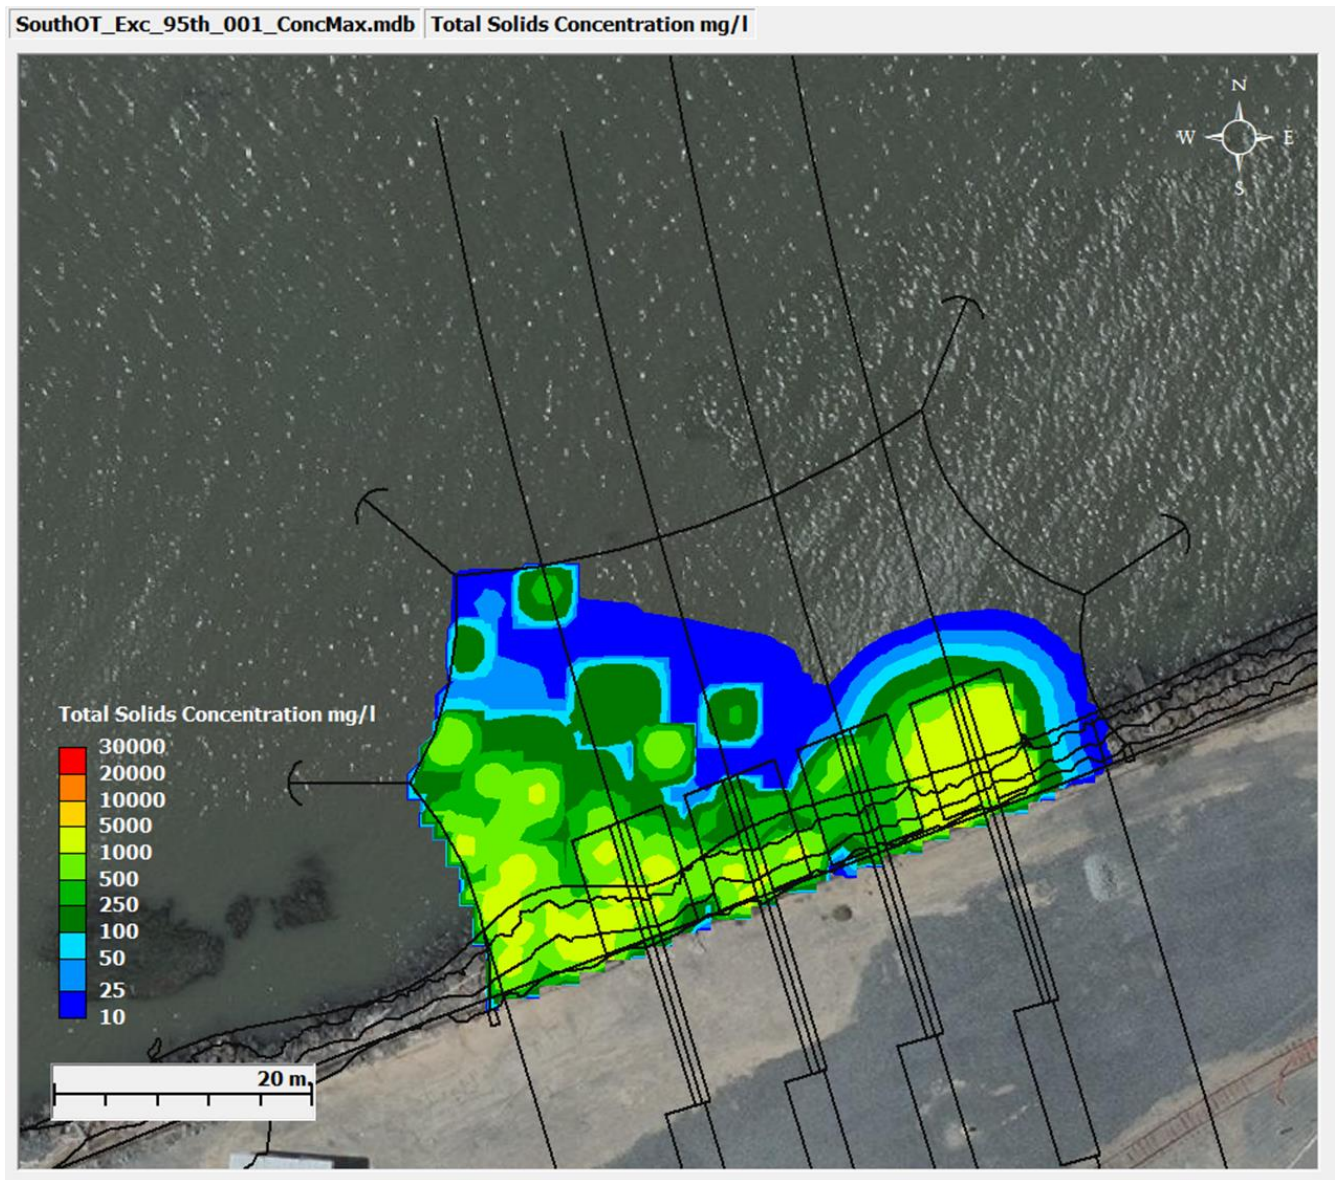 SouthOT_Exc_95th_001_ConcMax.mdb Total Solids Concentration mg/l
N
W E
S
Total Solids Concentration mg/l
30000
20000
10000
5000
1000
500
250
100
50
25
10
20 m